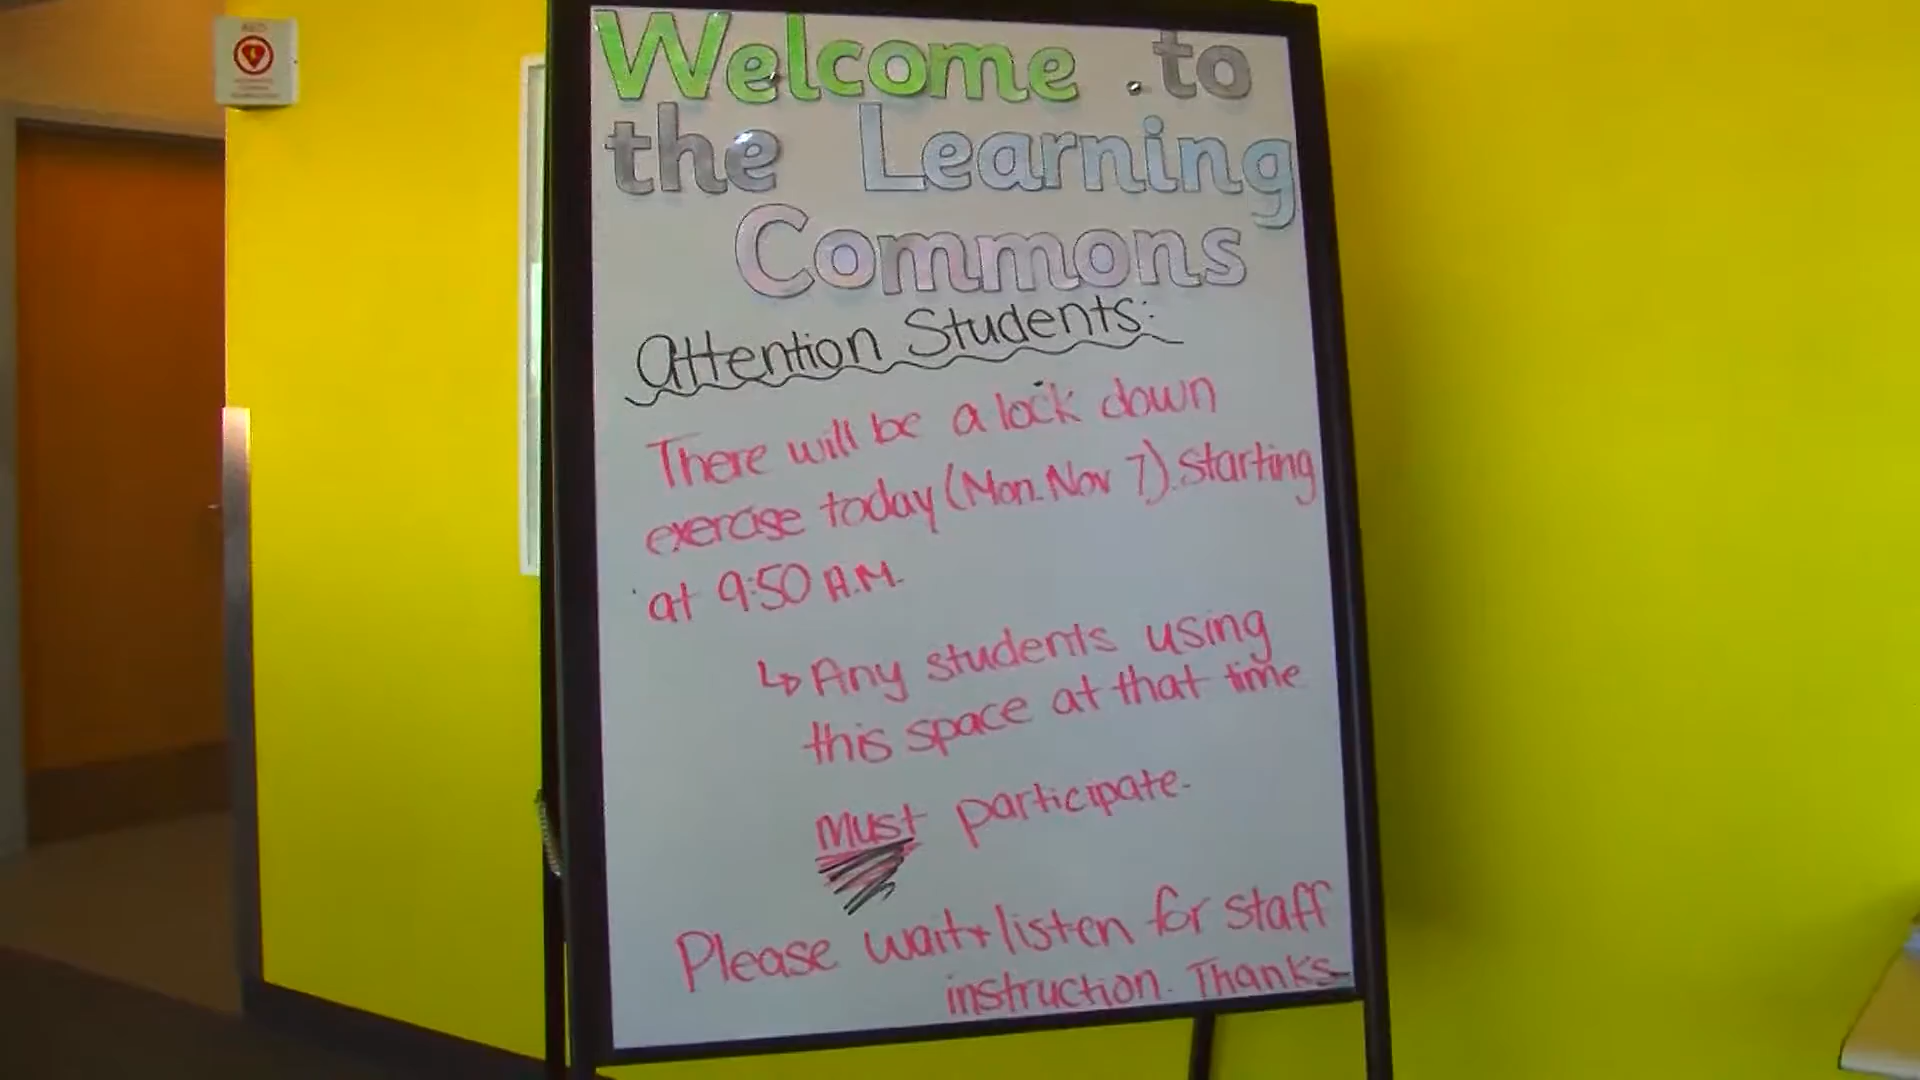 AED
Welcome to
the Learning
Commons
Attention Students:
There will be a lock down
exercise today (Mon. Nov 7). Starting
at 9:50 A.M.
↳ Any students using
this space at that time
Must participate.
Please wait + listen for staff
instruction. Thanks